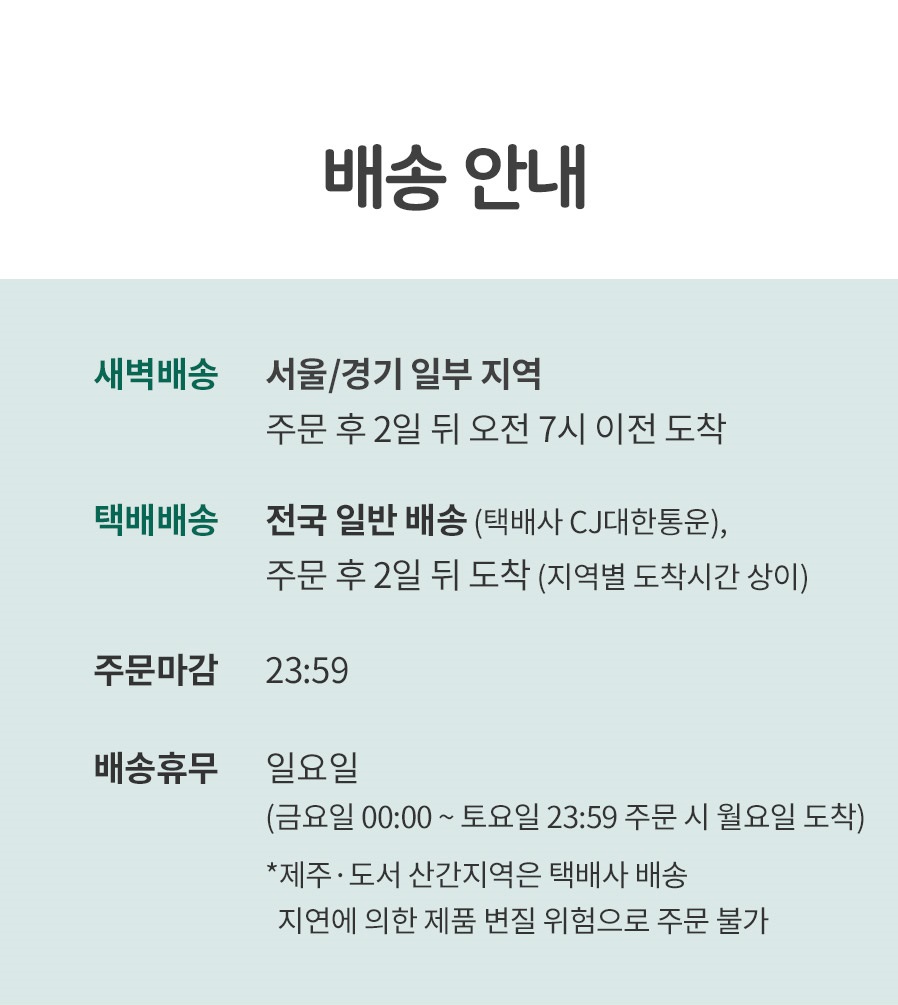 배송 안내
새벽배송 서울/경기 일부 지역
주문 후 2일 뒤 오전 7시 이전 도착
택배배송 전국 일반 배송 (택배사 CJ대한통운),
주문 후 2일 뒤 도착 (지역별 도착시간 상이)
주문마감 23:59
배송휴무 일요일
(금요일 00:00 ~ 토요일 23:59 주문 시 월요일 도착)
*제주·도서 산간지역은 택배사 배송
지연에 의한 제품 변질 위험으로 주문 불가